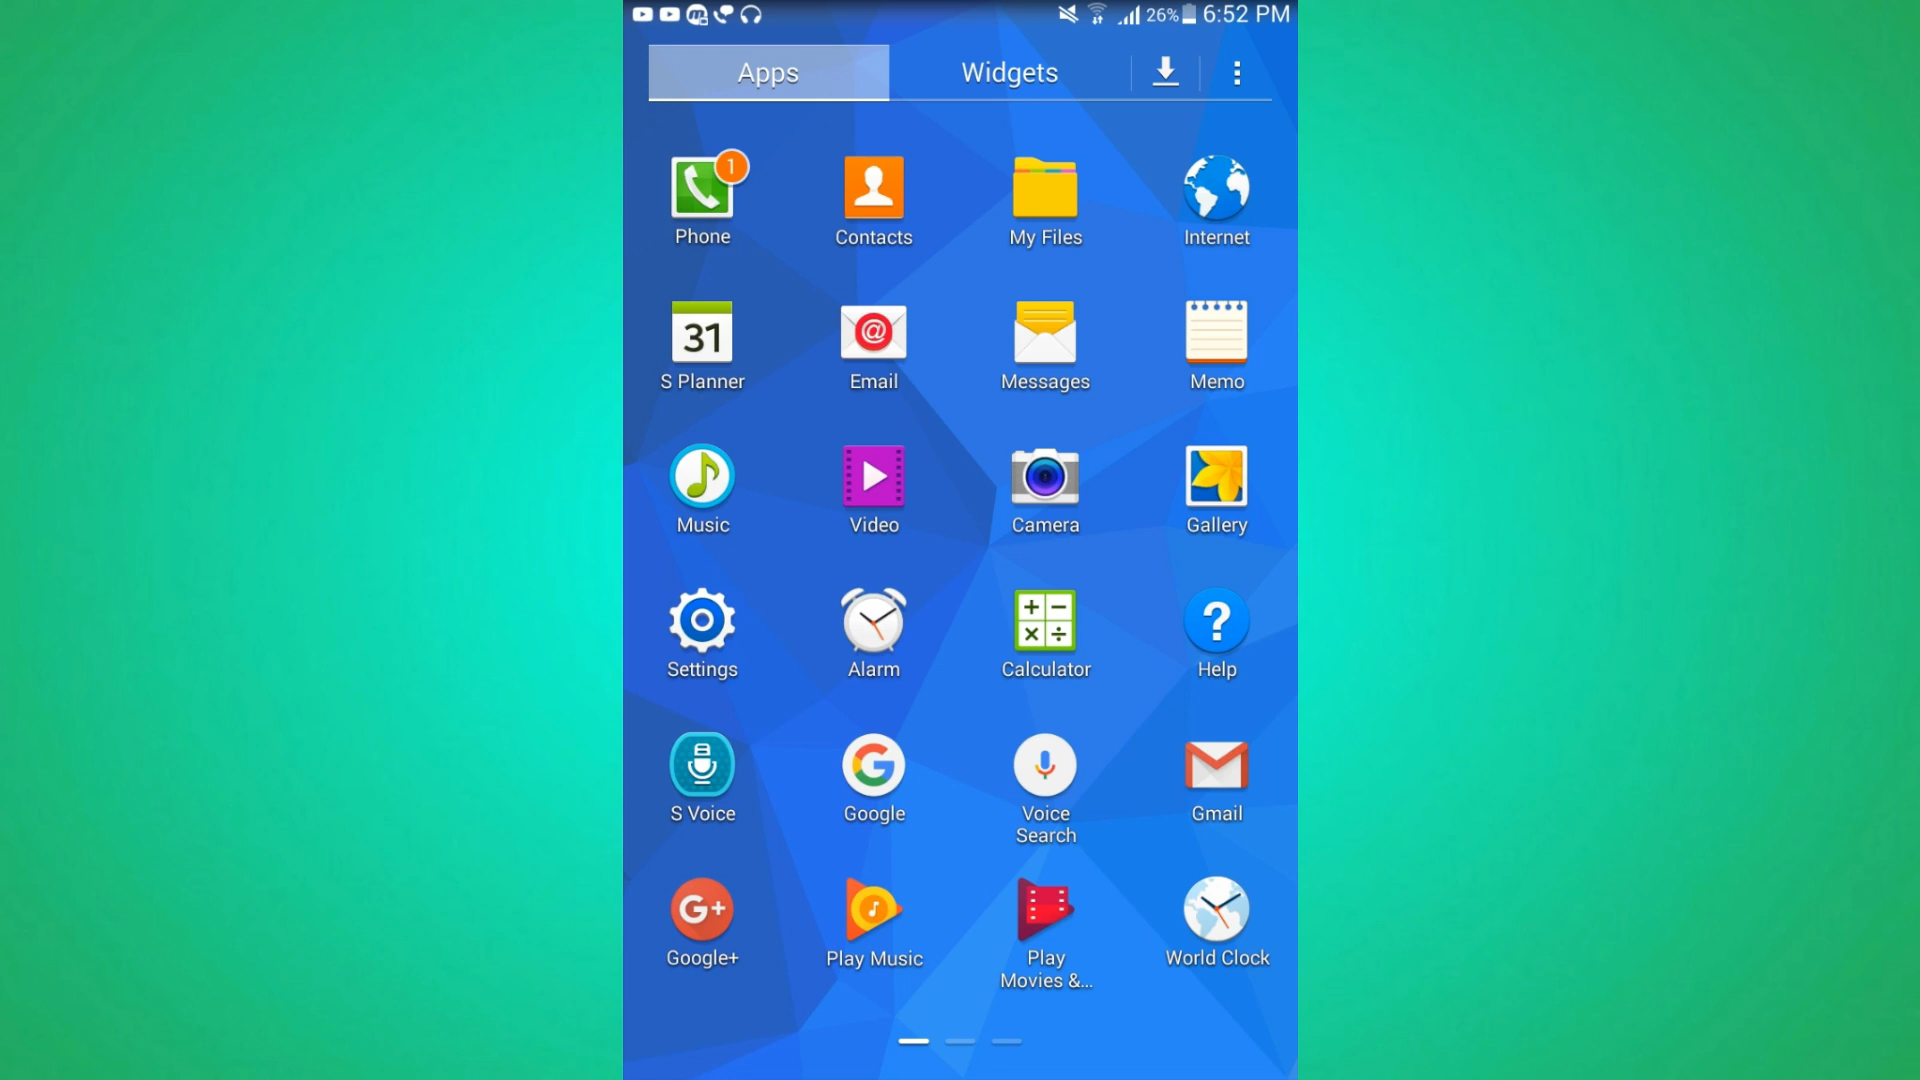 26% 6:52 PM
Apps Widgets
1
Phone Contacts My Files Internet
31
S Planner Email Messages Memo
Music Video Camera Gallery
Settings Alarm Calculator Help
S Voice Google Voice Search Gmail
G+
Google+ Play Music Play Movies &... World Clock